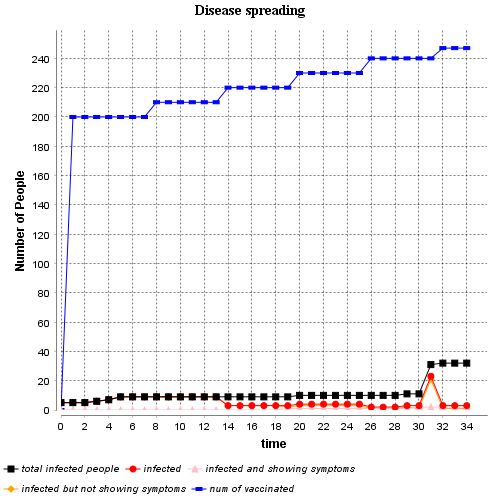 Disease spreading
Number of People
240
220
200
180
160
140
120
100
80
60
40
20
0
0 2 4 6 8 10 12 14 16 18 20 22 24 26 28 30 32 34
time
total infected people infected infected and showing symptoms
infected but not showing symptoms num of vaccinated